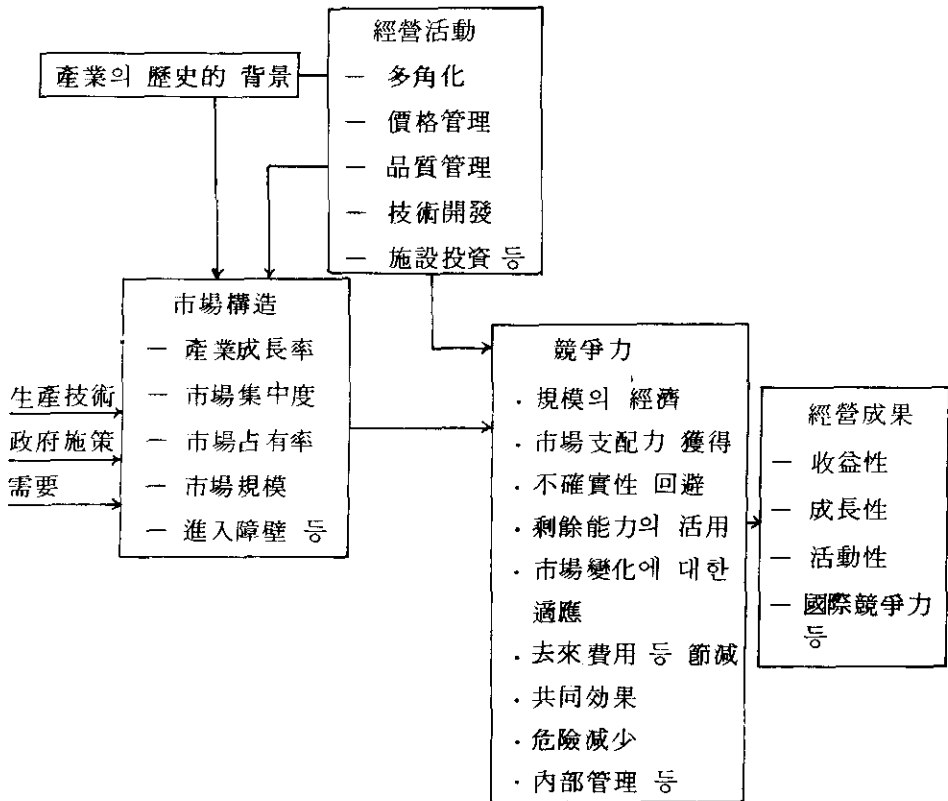 經營活動
— 多角化
— 價格管理
— 品質管理
— 技術開發
— 施設投資 등
產業의 歷史的 背景
市場構造
— 產業成長率
— 市場集中度
— 市場占有率
— 市場規模
— 進入障壁 등
生產技術
政府施策
需要
競爭力
· 規模의 經濟
· 市場支配力 獲得
· 不確實性 回避
· 剩餘能力의 活用
· 市場變化에 대한
適應
· 去來費用 등 節減
· 共同效果
· 危險減少
· 內部管理 등
經營成果
— 收益性
— 成長性
— 活動性
— 國際競爭力
등